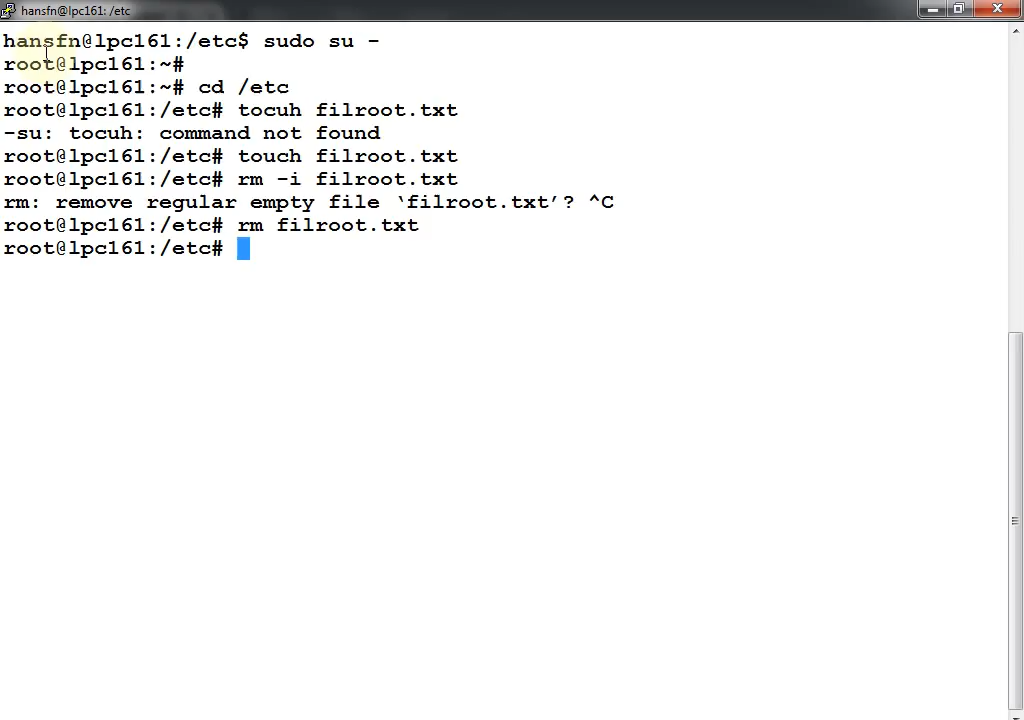 hansfn@lpc161: /etc
hansfn@lpc161:/etc$ sudo su -
root@lpc161:~#
root@lpc161:~# cd /etc
root@lpc161:/etc# tocuh filroot.txt
-su: tocuh: command not found
root@lpc161:/etc# touch filroot.txt
root@lpc161:/etc# rm -i filroot.txt
rm: remove regular empty file ‘filroot.txt’? ^C
root@lpc161:/etc# rm filroot.txt
root@lpc161:/etc#